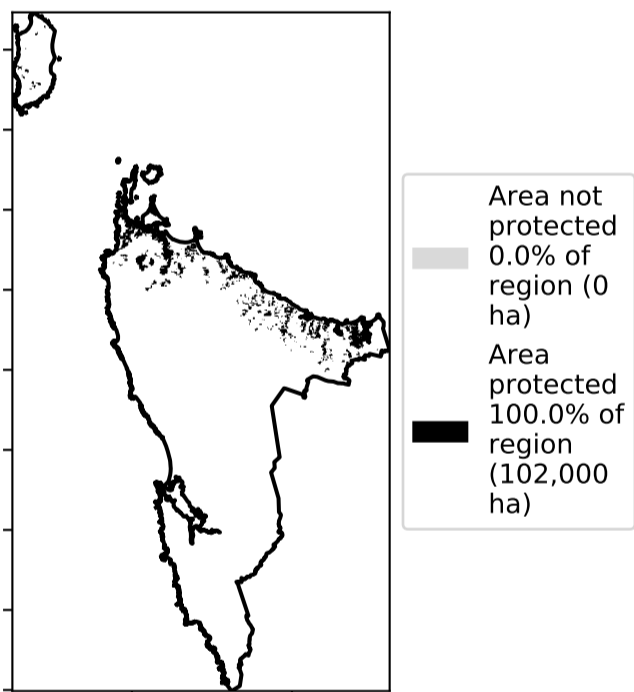 Area not
protected
0.0% of
region (0
ha)
Area
protected
100.0% of
region
(102,000
ha)